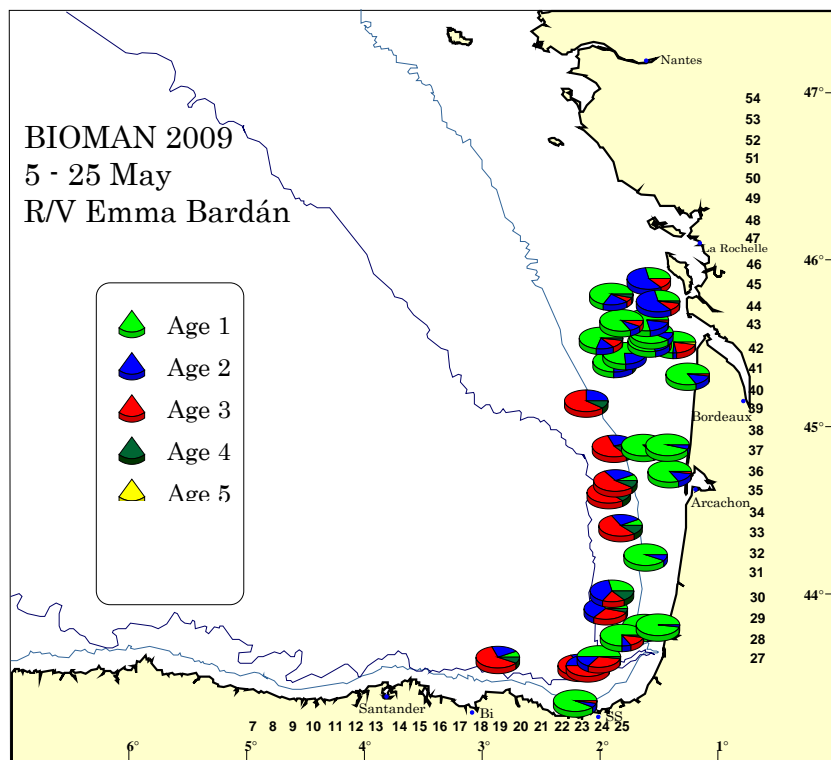 Nantes
47°
54
53
BIOMAN 2009
5 - 25 May
R/V Emma Bardán
52
51
50
49
48
47
La Rochelle
46°
46
45
44
43
42
41
40
39
Bordeaux
45°
38
37
36
35
Arcachon
34
33
32
31
44°
30
29
28
27
Age 1
Age 2
Age 3
Age 4
Age 5
Santander
Bi
SS
7 8 9 10 11 12 13 14 15 16 17 18 19 20 21 22 23 24 25
6° 5° 4° 3° 2° 1°